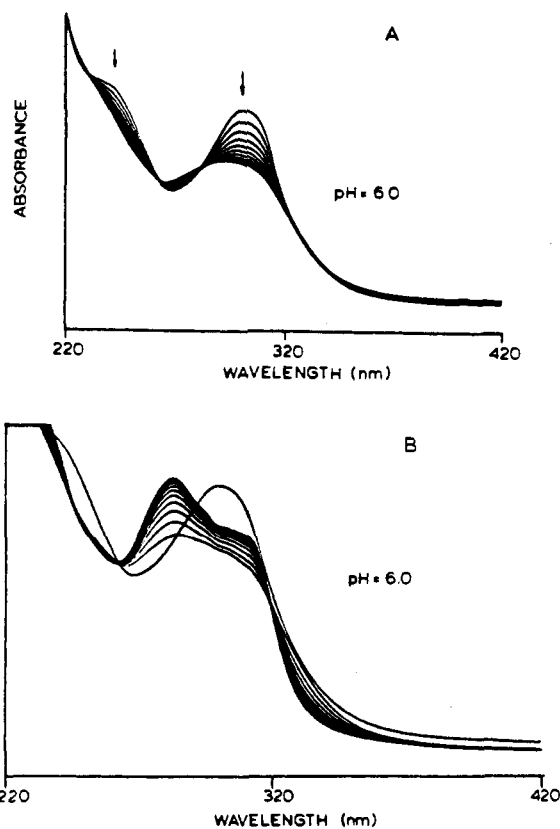 A
ABSORBANCE
pH = 6.0
220
320
420
WAVELENGTH (nm)
B
pH = 6.0
220
320
420
WAVELENGTH (nm)